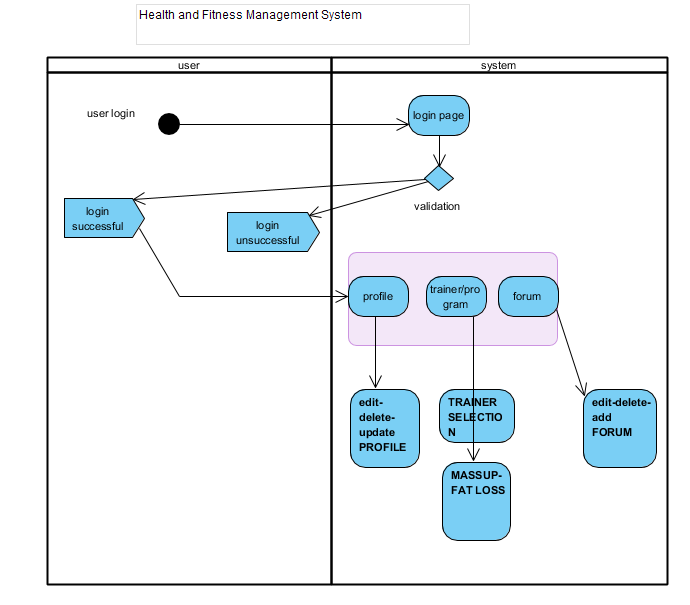 Health and Fitness Management System
user
system
user login
login page
validation
login
successful
login
unsuccessful
profile
trainer/pro
gram
forum
edit-
delete-
update
PROFILE
TRAINER
SELECTIO
N
edit-delete-
add
FORUM
MASSUP-
FAT LOSS